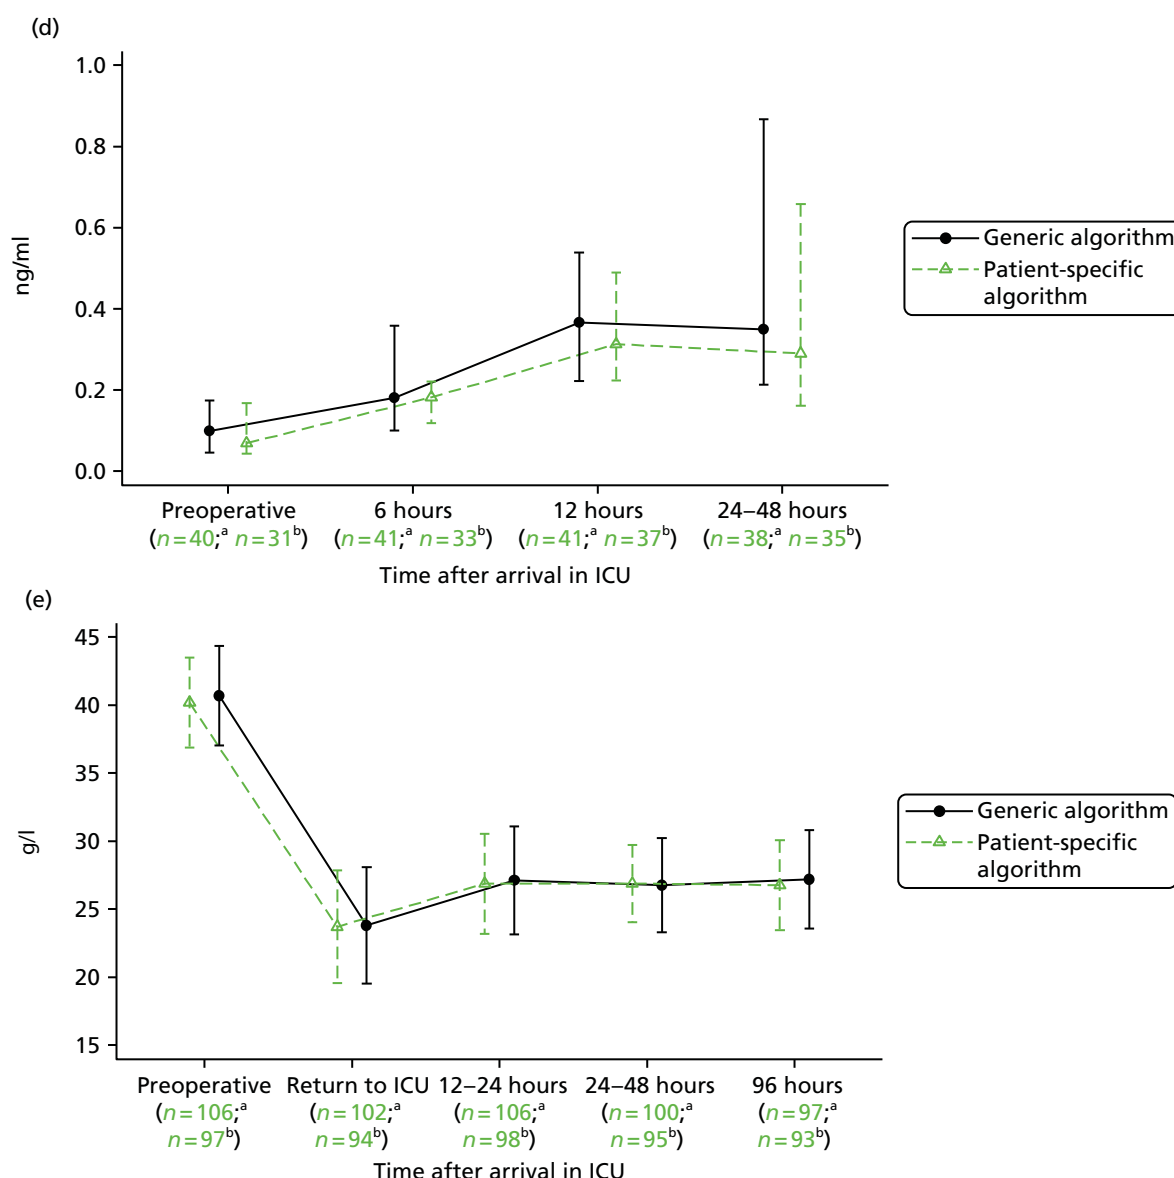 (d)
1.0
0.8
0.6
0.4
0.2
0.0
ng/ml
Preoperative
(n=40;a n=31b)
6 hours
(n=41;a n=33b)
12 hours
(n=41;a n=37b)
24–48 hours
(n=38;a n=35b)
Time after arrival in ICU
Generic algorithm
Patient-specific
algorithm
(e)
45
40
35
30
25
20
15
g/l
Preoperative
(n=106;a
n=97b)
Return to ICU
(n=102;a
n=94b)
12–24 hours
(n=106;a
n=98b)
24–48 hours
(n=100;a
n=95b)
96 hours
(n=97;a
n=93b)
Time after arrival in ICU
Generic algorithm
Patient-specific
algorithm